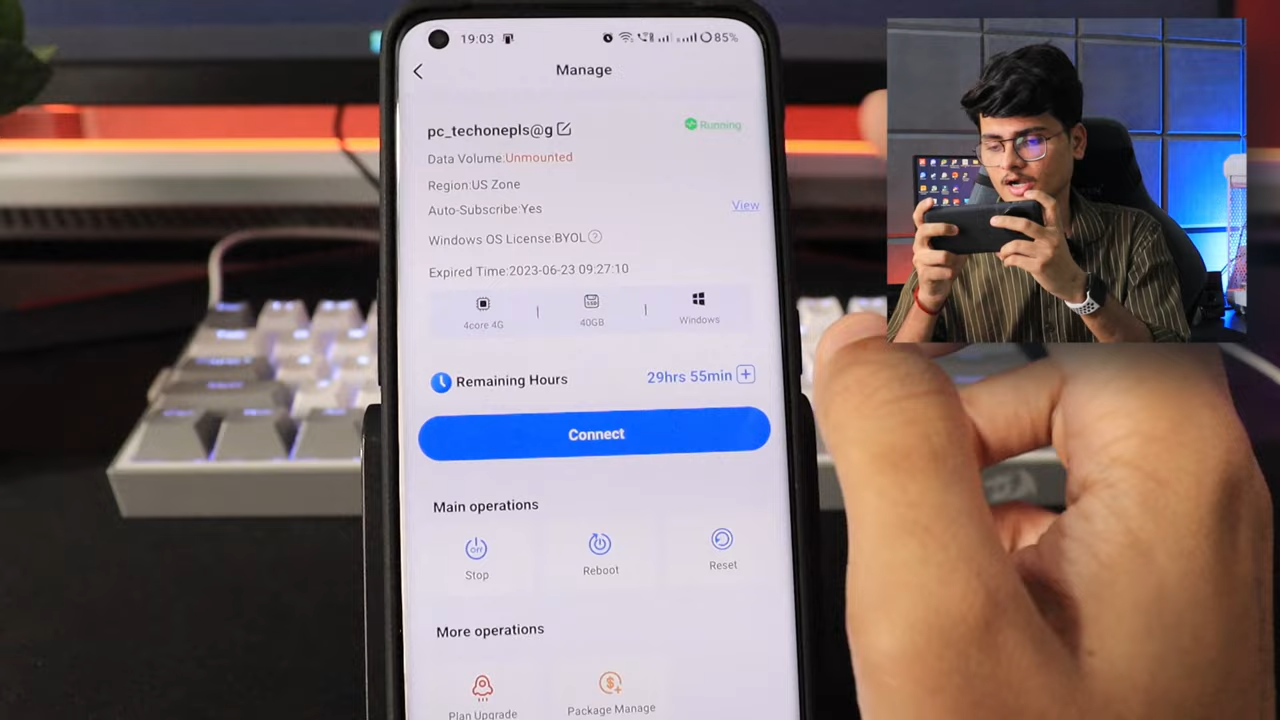 19:03
85%
Manage
pc_techonepls@g
Running
Data Volume:Unmounted
Region:US Zone
Auto-Subscribe:Yes
View
Windows OS License:BYOL
Expired Time:2023-06-23 09:27:10
4core 4G
40GB
Windows
Remaining Hours
29hrs 55min
Connect
Main operations
Stop
Reboot
Reset
More operations
Plan Upgrade
Package Manage